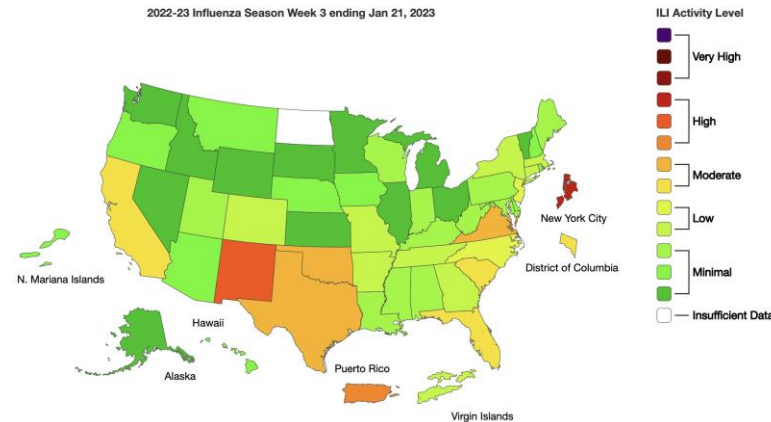 2022-23 Influenza Season Week 3 ending Jan 21, 2023
ILI Activity Level
Very High
High
Moderate
Low
Minimal
Insufficient Data
New York City
District of Columbia
N. Mariana Islands
Hawaii
Alaska
Puerto Rico
Virgin Islands